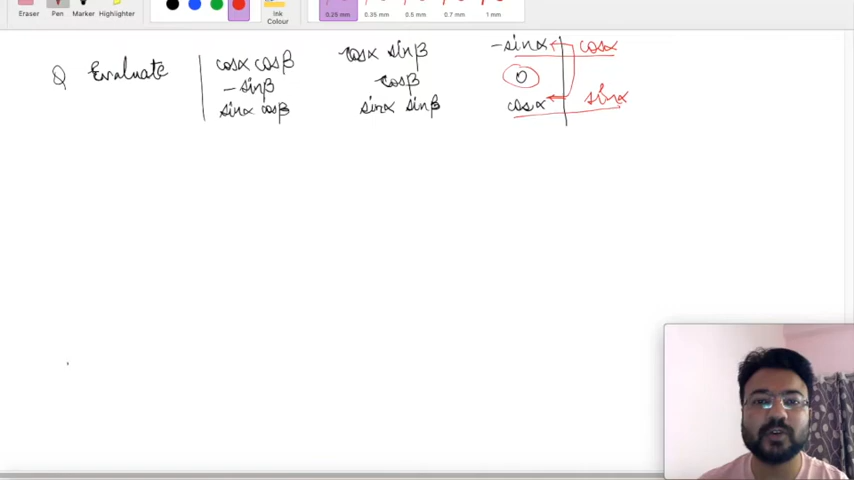 Eraser Pen Marker Highlighter Ink Colour 0.25 mm 0.35 mm 0.5 mm 0.7 mm 1 mm
Q Evaluate
cosα cosβ cosα sinβ -sinα cosα
-sinβ cosβ 0
sinα cosβ sinα sinβ cosα sinα